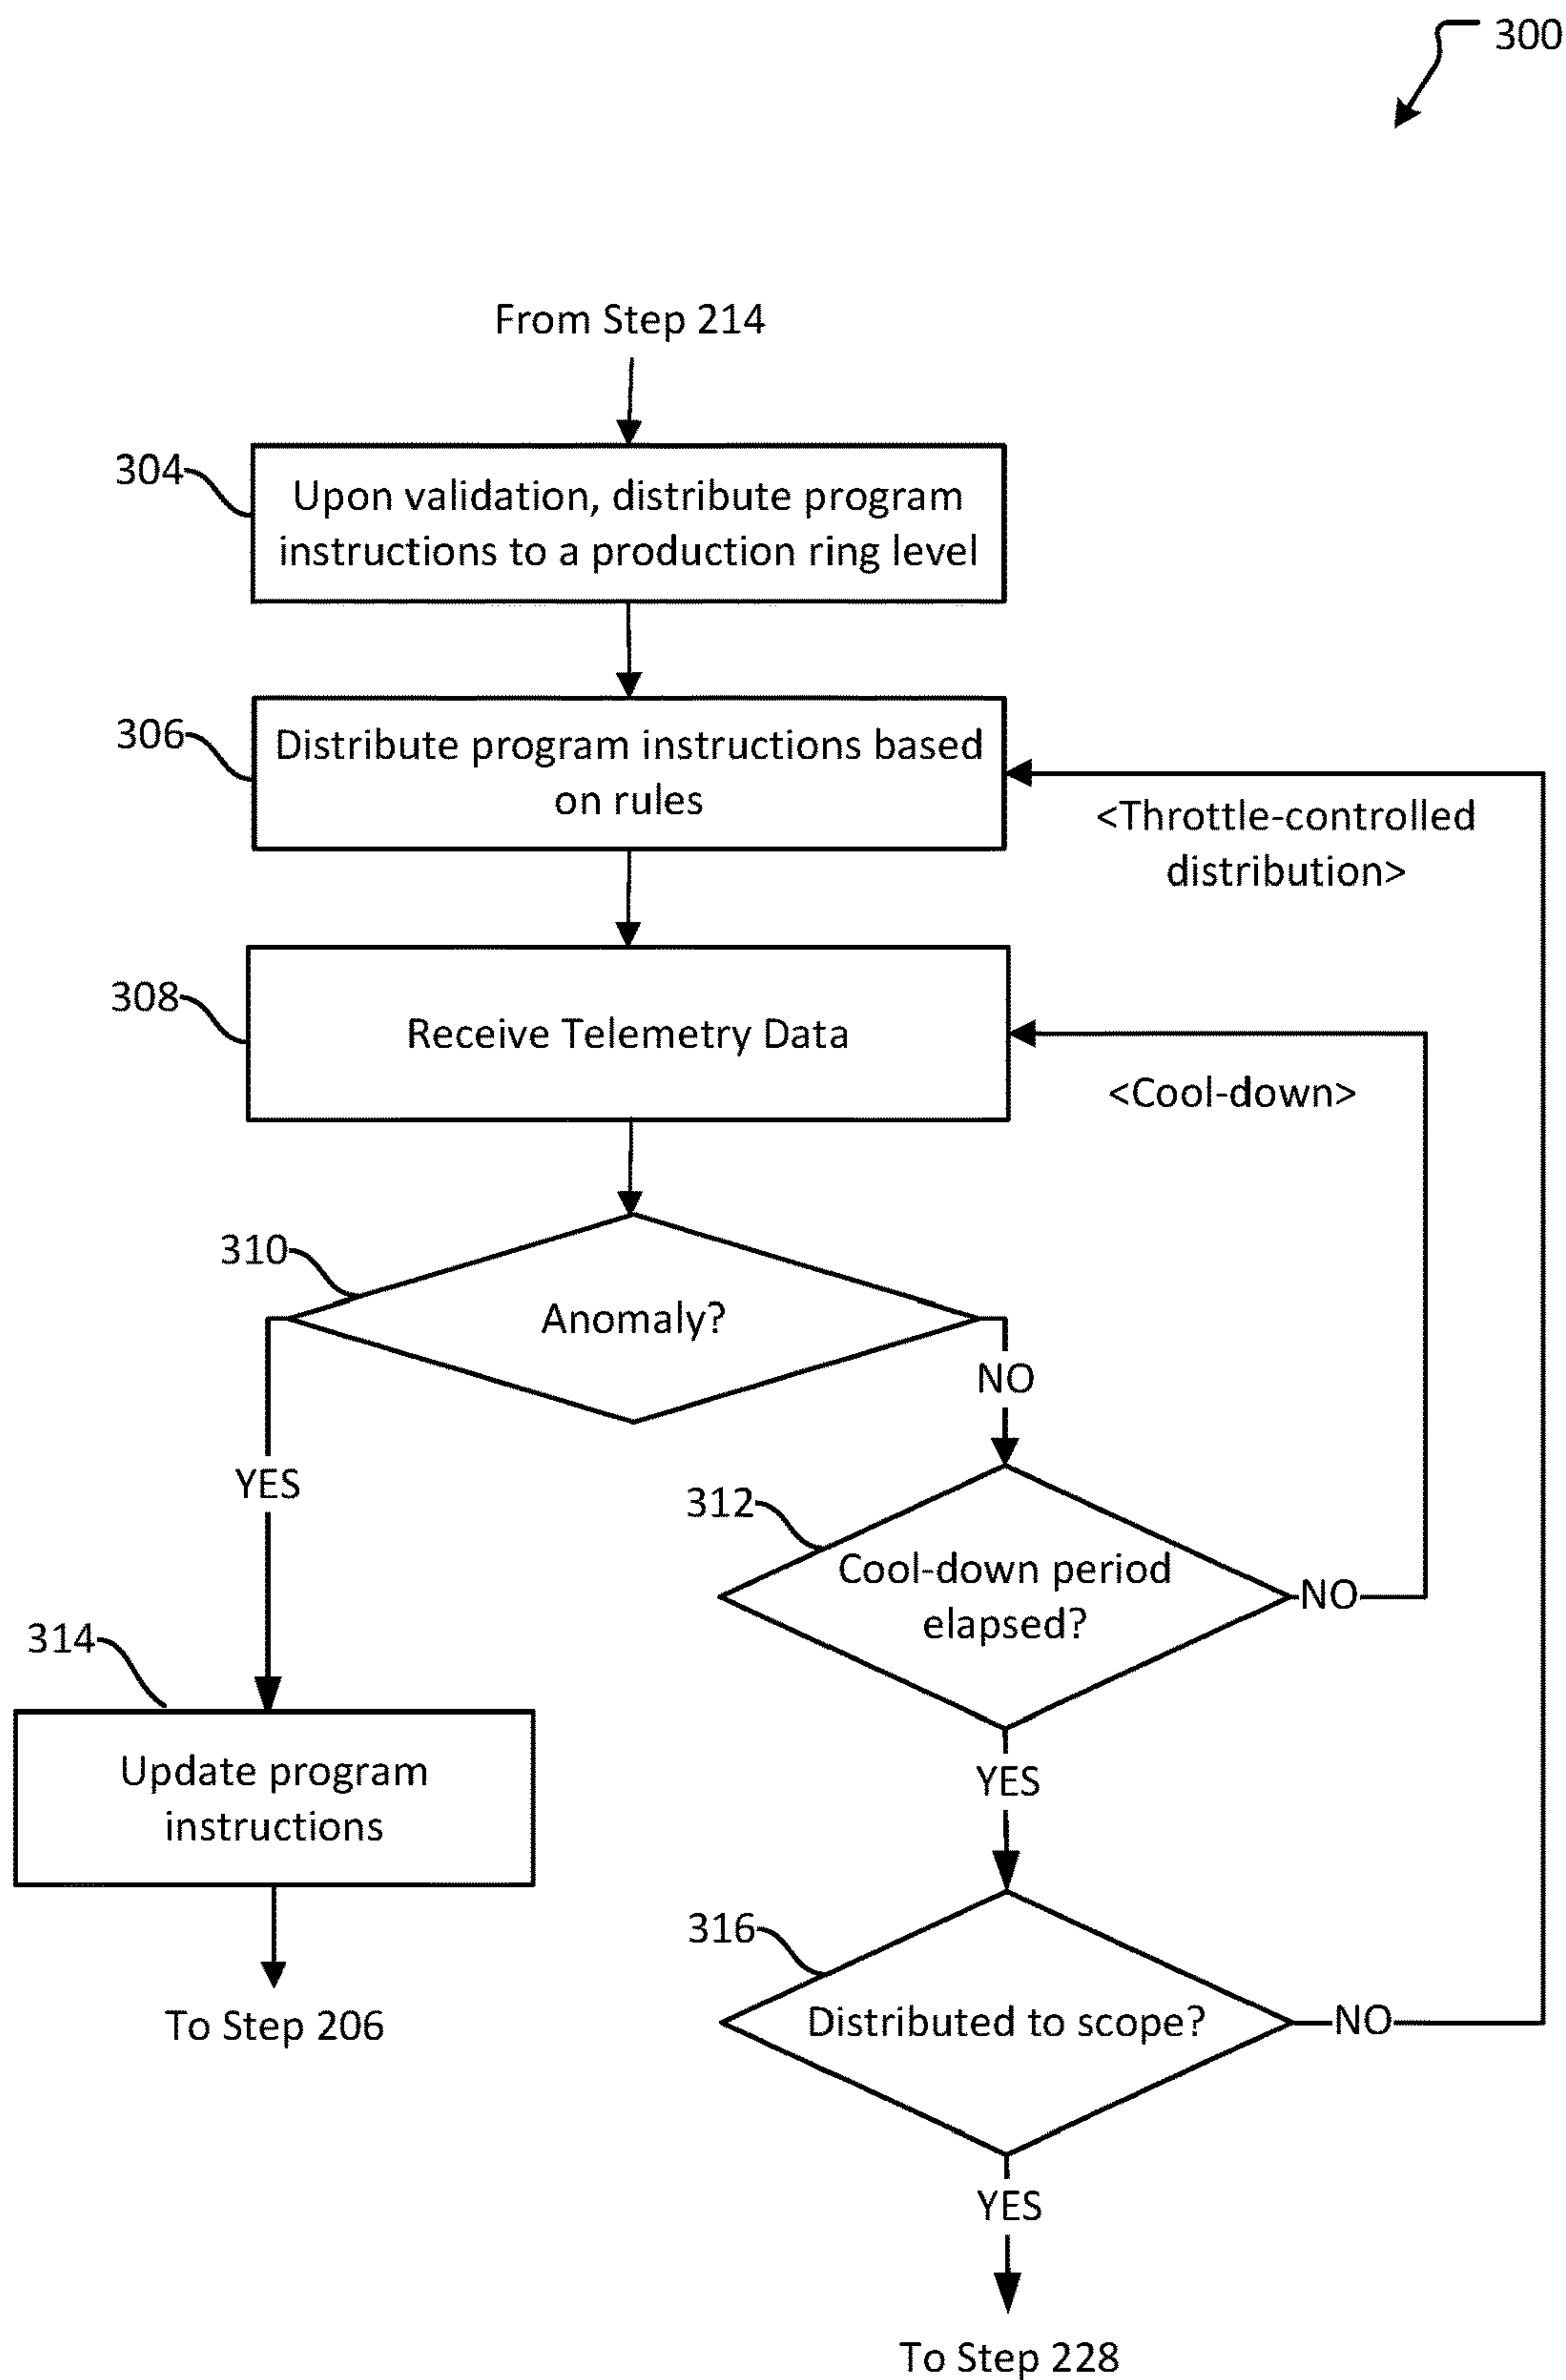 300
From Step 214
304
Upon validation, distribute program
instructions to a production ring level
306
Distribute program instructions based
on rules
<Throttle-controlled
distribution>
308
Receive Telemetry Data
<Cool-down>
310
Anomaly?
NO
YES
312
Cool-down period
elapsed?
NO
314
Update program
instructions
YES
316
Distributed to scope?
NO
To Step 206
YES
To Step 228